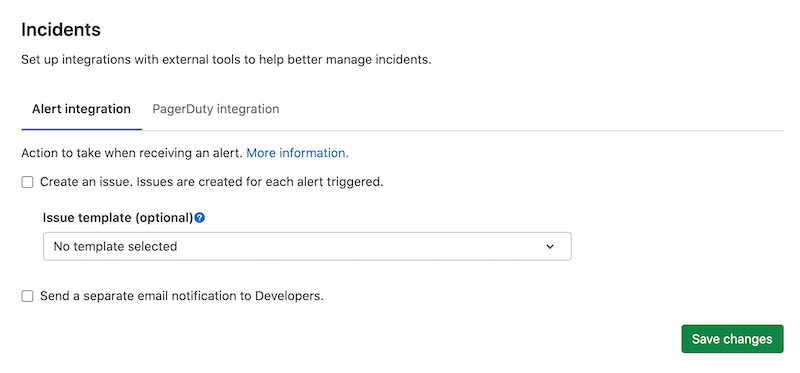 Incidents
Set up integrations with external tools to help better manage incidents.
Alert integration PagerDuty integration
Action to take when receiving an alert. More information.
Create an issue. Issues are created for each alert triggered.
Issue template (optional)
No template selected
Send a separate email notification to Developers.
Save changes